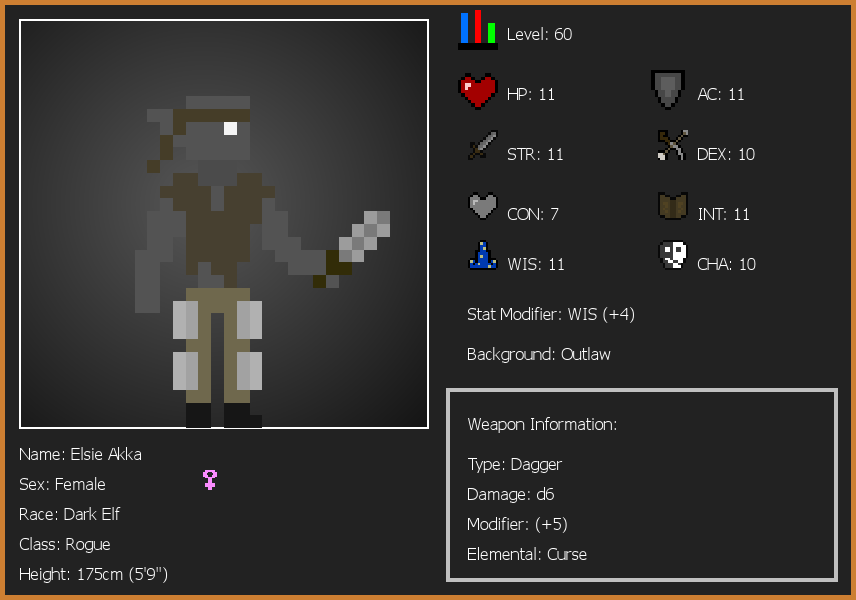 Level: 60
HP: 11
AC: 11
STR: 11
DEX: 10
CON: 7
INT: 11
WIS: 11
CHA: 10
Stat Modifier: WIS (+4)
Background: Outlaw
Weapon Information:
Type: Dagger
Damage: d6
Modifier: (+5)
Elemental: Curse
Name: Elsie Akka
Sex: Female
Race: Dark Elf
Class: Rogue
Height: 175cm (5'9")